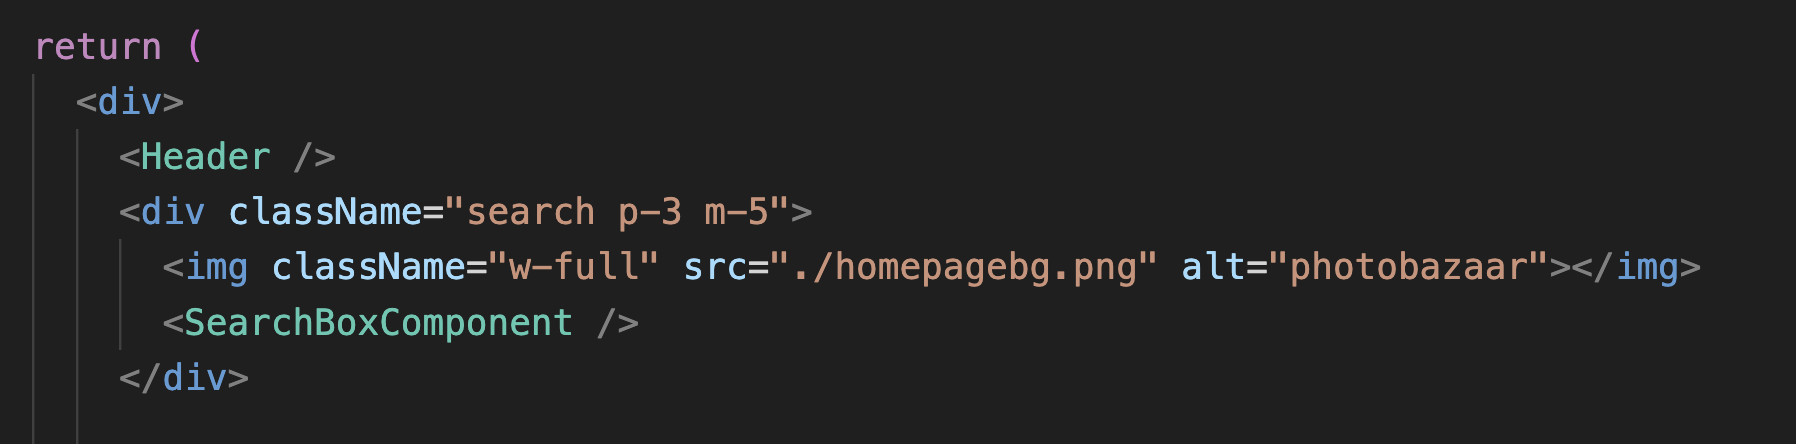 return (
<div>
<Header />
<div className="search p-3 m-5">
<img className="w-full" src="./homepagebg.png" alt="photobazaar"></img>
<SearchBoxComponent />
</div>